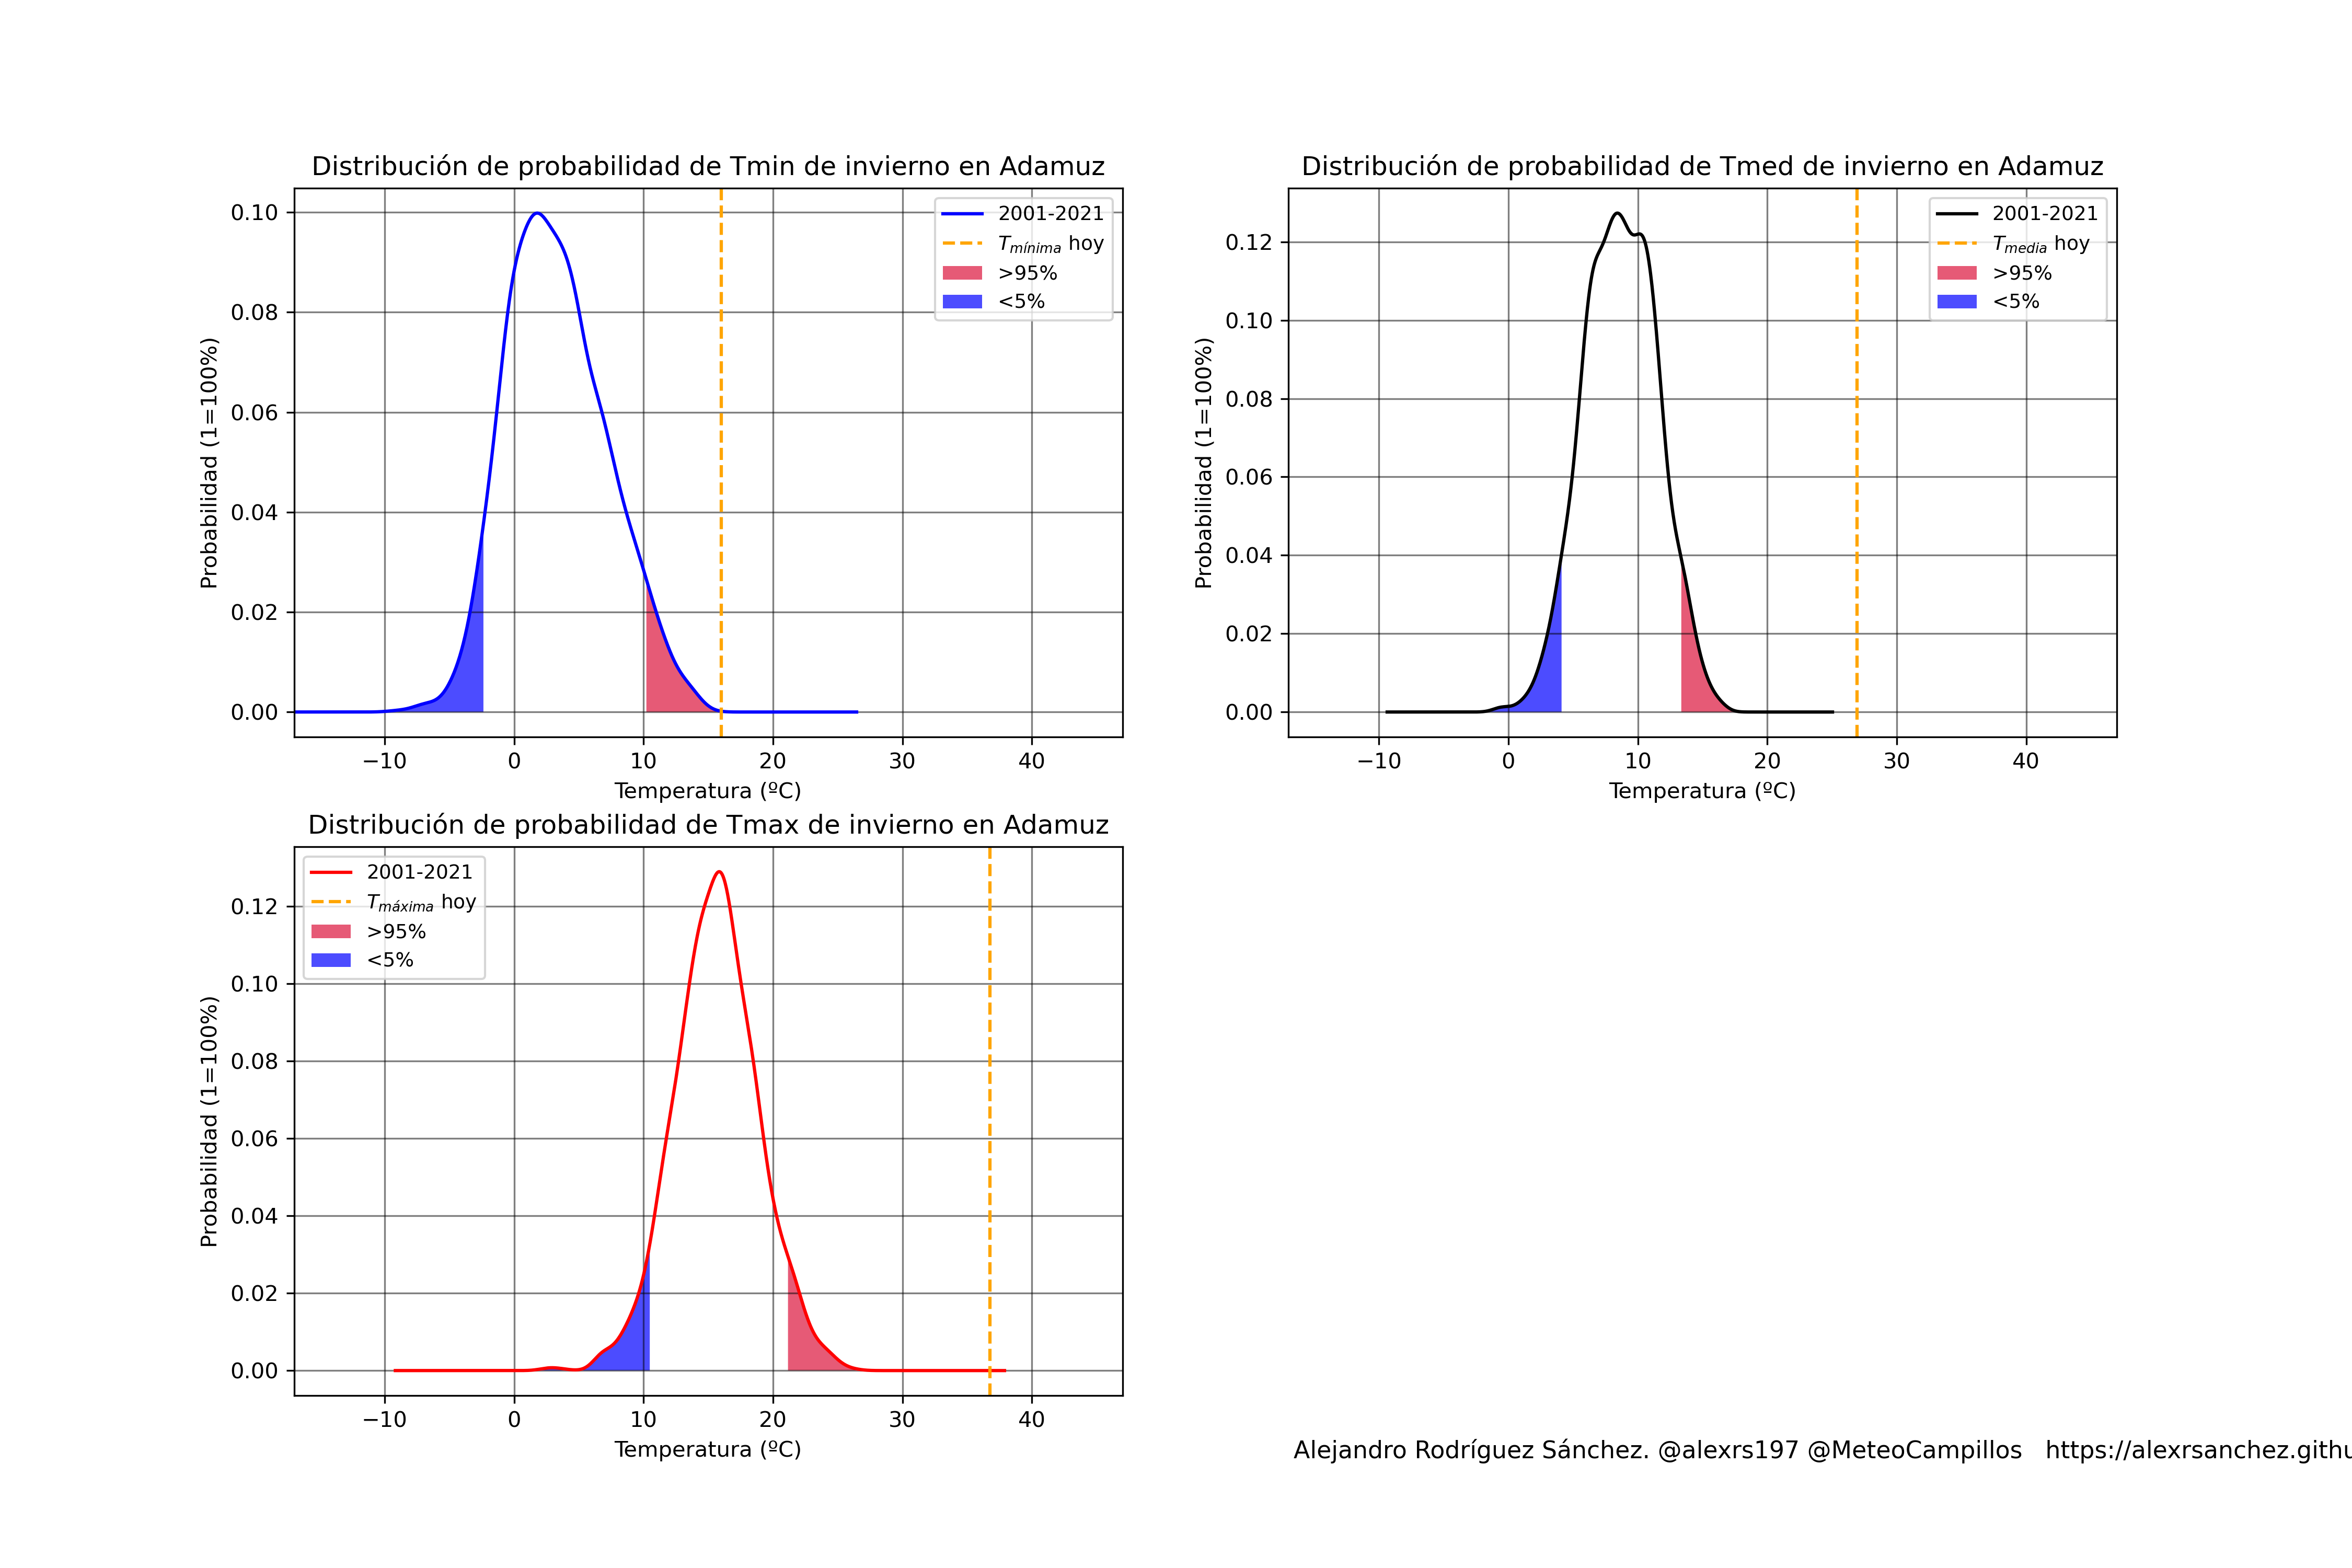 Distribución de probabilidad de Tmin de invierno en Adamuz
0.10
0.08
0.06
0.04
0.02
0.00
Probabilidad (1=100%)
2001-2021
Tmínima hoy
>95%
<5%
−10 0 10 20 30 40
Temperatura (ºC)
Distribución de probabilidad de Tmed de invierno en Adamuz
0.12
0.10
0.08
0.06
0.04
0.02
0.00
Probabilidad (1=100%)
2001-2021
Tmedia hoy
>95%
<5%
−10 0 10 20 30 40
Temperatura (ºC)
Distribución de probabilidad de Tmax de invierno en Adamuz
0.12
0.10
0.08
0.06
0.04
0.02
0.00
Probabilidad (1=100%)
2001-2021
Tmáxima hoy
>95%
<5%
−10 0 10 20 30 40
Temperatura (ºC)
Alejandro Rodríguez Sánchez. @alexrs197 @MeteoCampillos https://alexrsanchez.githu